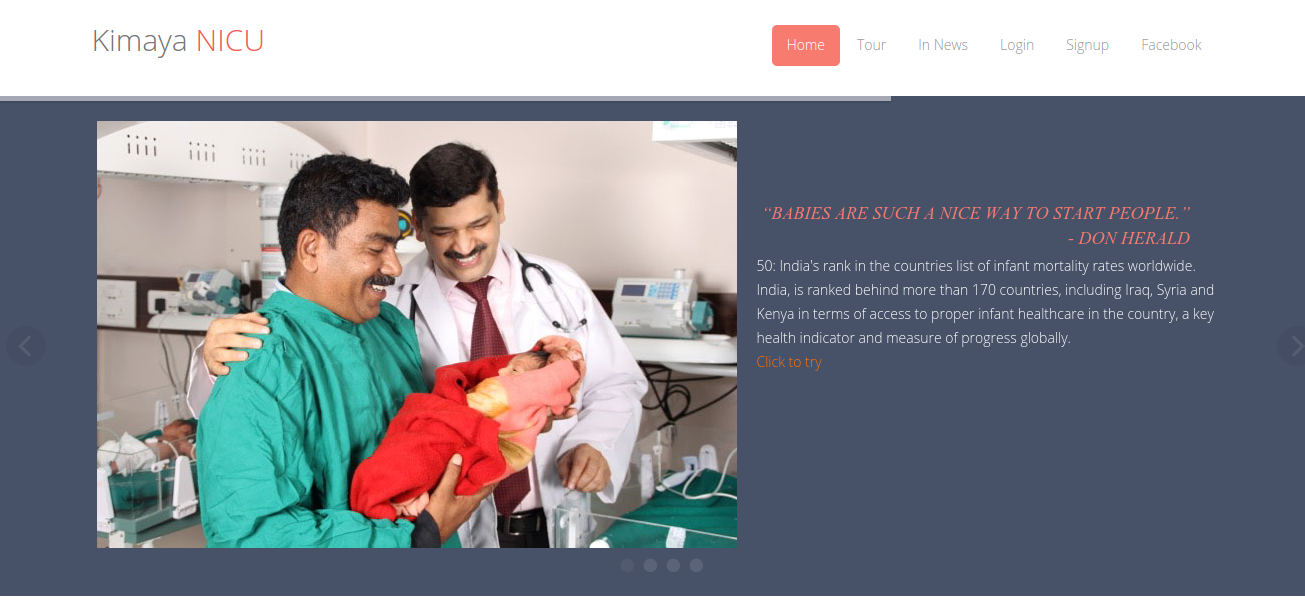 Kimaya NICU
Home
Tour
In News
Login
Signup
Facebook
“BABIES ARE SUCH A NICE WAY TO START PEOPLE.”
- DON HERALD
50: India's rank in the countries list of infant mortality rates worldwide.
India, is ranked behind more than 170 countries, including Iraq, Syria and
Kenya in terms of access to proper infant healthcare in the country, a key
health indicator and measure of progress globally.
Click to try